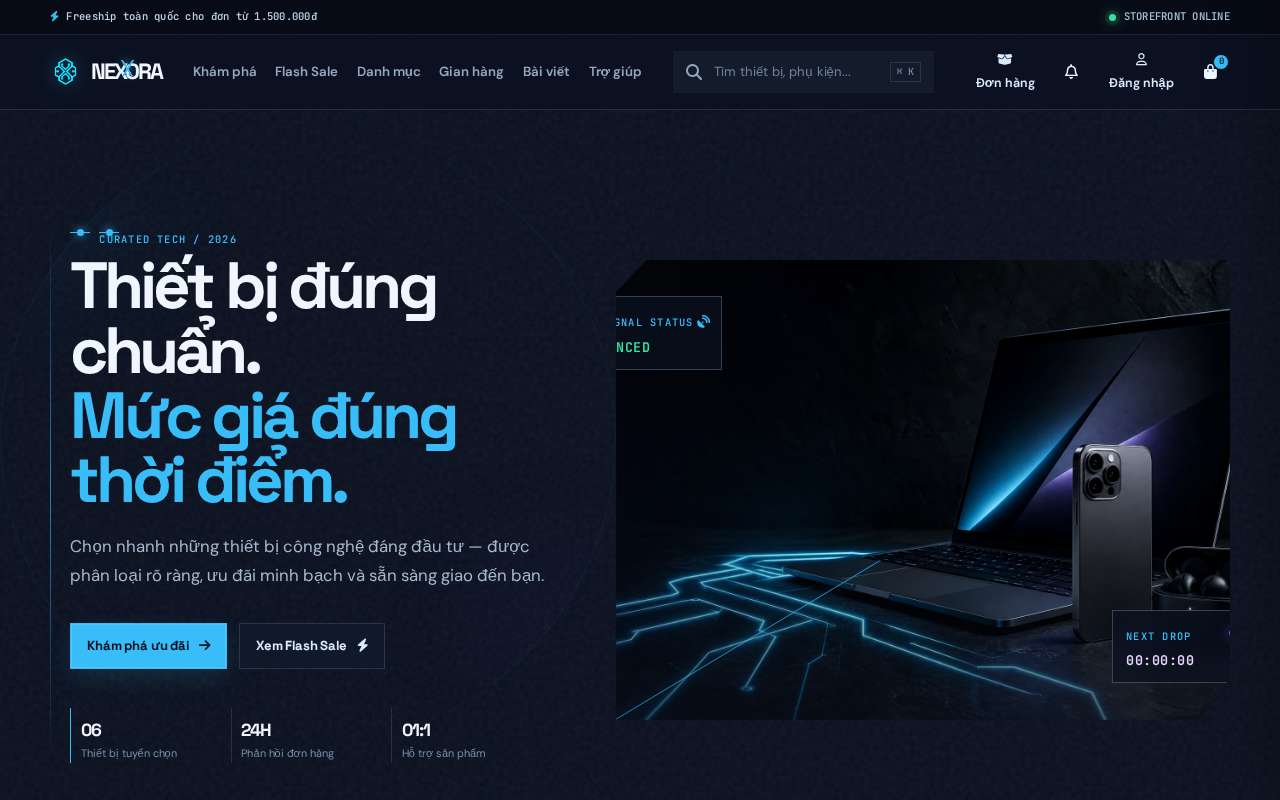 Freeship toàn quốc cho đơn từ 1.500.000đ
STOREFRONT ONLINE
NEXORA
Khám phá Flash Sale Danh mục Gian hàng Bài viết Trợ giúp
Tìm thiết bị, phụ kiện... ⌘ K
Đơn hàng
Đăng nhập
0
CURATED TECH / 2026
Thiết bị đúng
chuẩn.
Mức giá đúng
thời điểm.
Chọn nhanh những thiết bị công nghệ đáng đầu tư — được
phân loại rõ ràng, ưu đãi minh bạch và sẵn sàng giao đến bạn.
Khám phá ưu đãi
Xem Flash Sale
06
Thiết bị tuyển chọn
24H
Phản hồi đơn hàng
01:1
Hỗ trợ sản phẩm
GNAL STATUS
NCED
NEXT DROP
00:00:00